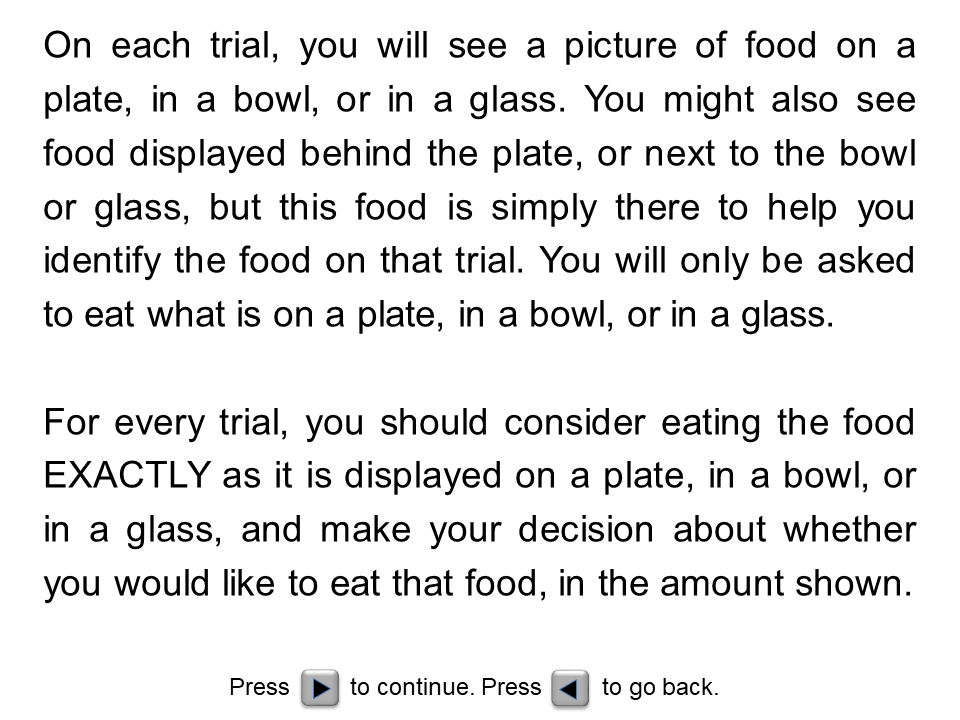 On each trial, you will see a picture of food on a
plate, in a bowl, or in a glass. You might also see
food displayed behind the plate, or next to the bowl
or glass, but this food is simply there to help you
identify the food on that trial. You will only be asked
to eat what is on a plate, in a bowl, or in a glass.
For every trial, you should consider eating the food
EXACTLY as it is displayed on a plate, in a bowl, or
in a glass, and make your decision about whether
you would like to eat that food, in the amount shown.
Press to continue. Press to go back.